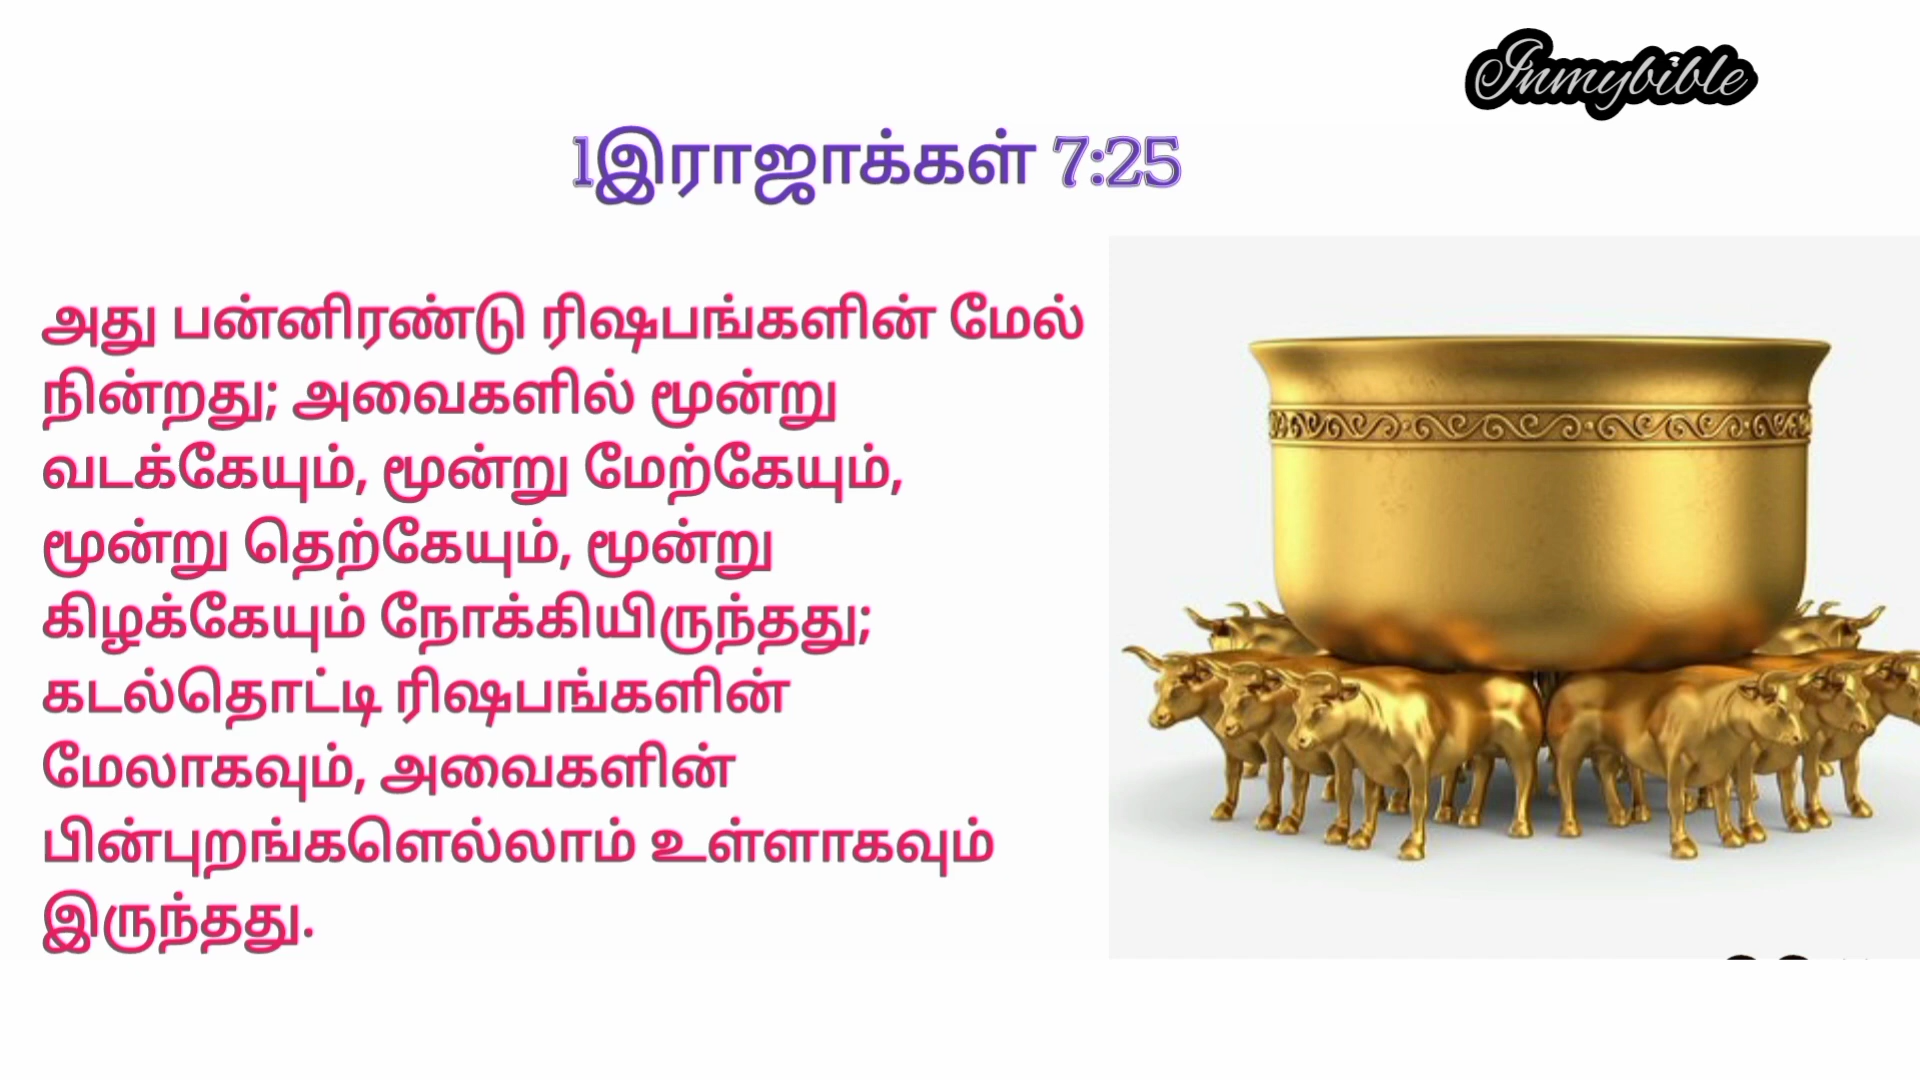 Inmybible
1இராஜாக்கள் 7:25
அது பன்னிரண்டு ரிஷபங்களின் மேல்
நின்றது; அவைகளில் மூன்று
வடக்கேயும், மூன்று மேற்கேயும்,
மூன்று தெற்கேயும், மூன்று
கிழக்கேயும் நோக்கியிருந்தது;
கடல்தொட்டி ரிஷபங்களின்
மேலாகவும், அவைகளின்
பின்புறங்களெல்லாம் உள்ளாகவும்
இருந்தது.